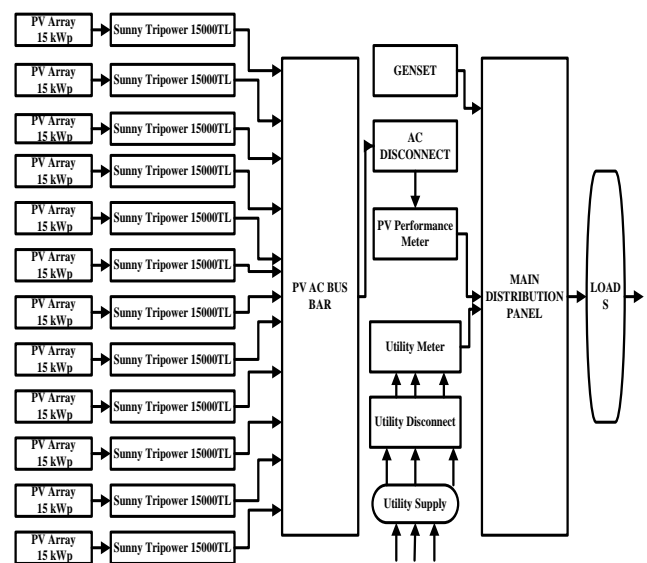 PV Array
15 kWp
Sunny Tripower 15000TL
PV Array
15 kWp
Sunny Tripower 15000TL
PV Array
15 kWp
Sunny Tripower 15000TL
PV Array
15 kWp
Sunny Tripower 15000TL
PV Array
15 kWp
Sunny Tripower 15000TL
PV Array
15 kWp
Sunny Tripower 15000TL
PV Array
15 kWp
Sunny Tripower 15000TL
PV Array
15 kWp
Sunny Tripower 15000TL
PV Array
15 kWp
Sunny Tripower 15000TL
PV Array
15 kWp
Sunny Tripower 15000TL
PV Array
15 kWp
Sunny Tripower 15000TL
PV Array
15 kWp
Sunny Tripower 15000TL
PV AC BUS
BAR
GENSET
AC
DISCONNECT
PV Performance
Meter
Utility Meter
Utility Disconnect
Utility Supply
MAIN
DISTRIBUTION
PANEL
LOAD
S